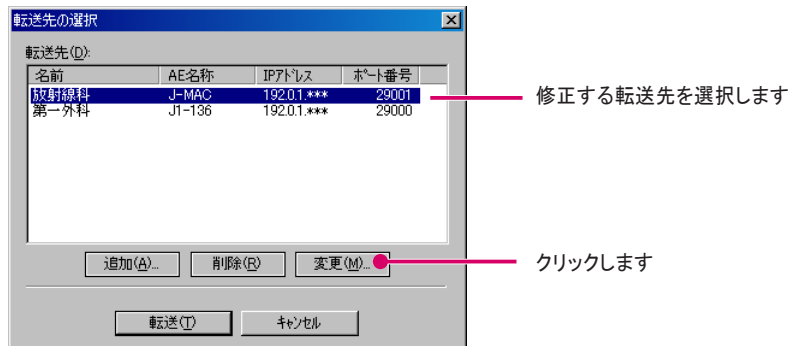 転送先の選択
転送先(D):
名前 AE名称 IPアドレス ポート番号
放射線科 J-MAC 192.0.1.*** 29001
修正する転送先を選択します
第一外科 J1-136 192.0.1.*** 29000
追加(A)... 削除(R) 変更(M)...
クリックします
転送(T) キャンセル